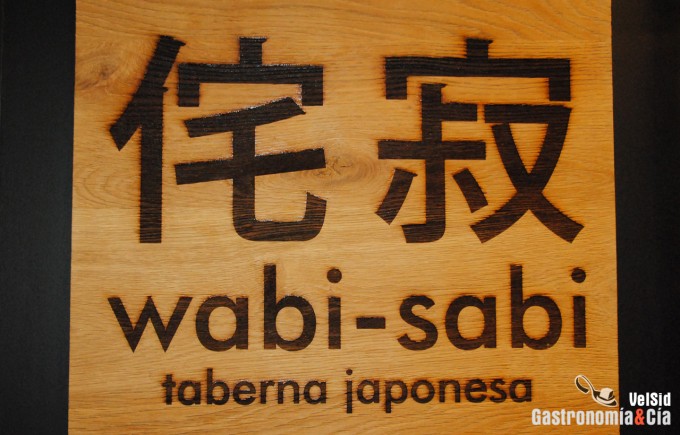 侘寂
wabi-sabi
taberna japonesa
VelSid
Gastronomía&Cía